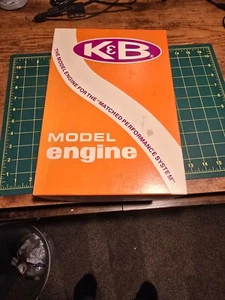 K&B®
THE MODEL ENGINE FOR THE "MATCHED PERFORMANCE SYSTEM"
MODEL
engine